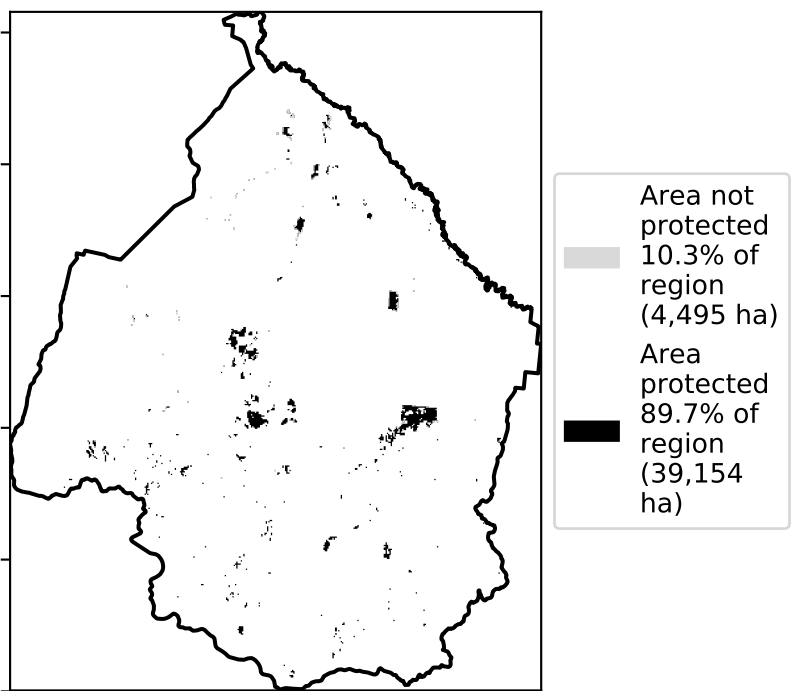 Area not
protected
10.3% of
region
(4,495 ha)
Area
protected
89.7% of
region
(39,154
ha)